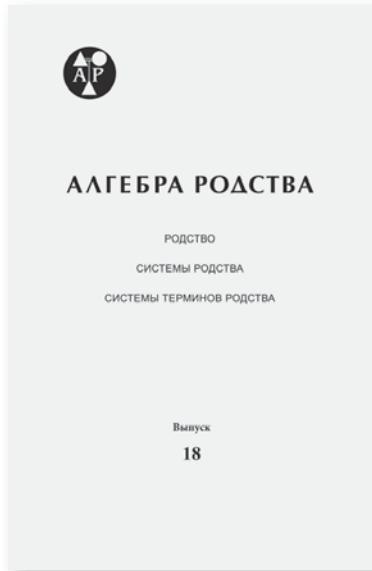 АР
АЛГЕБРА РОДСТВА
РОДСТВО
СИСТЕМЫ РОДСТВА
СИСТЕМЫ ТЕРМИНОВ РОДСТВА
Выпуск
18